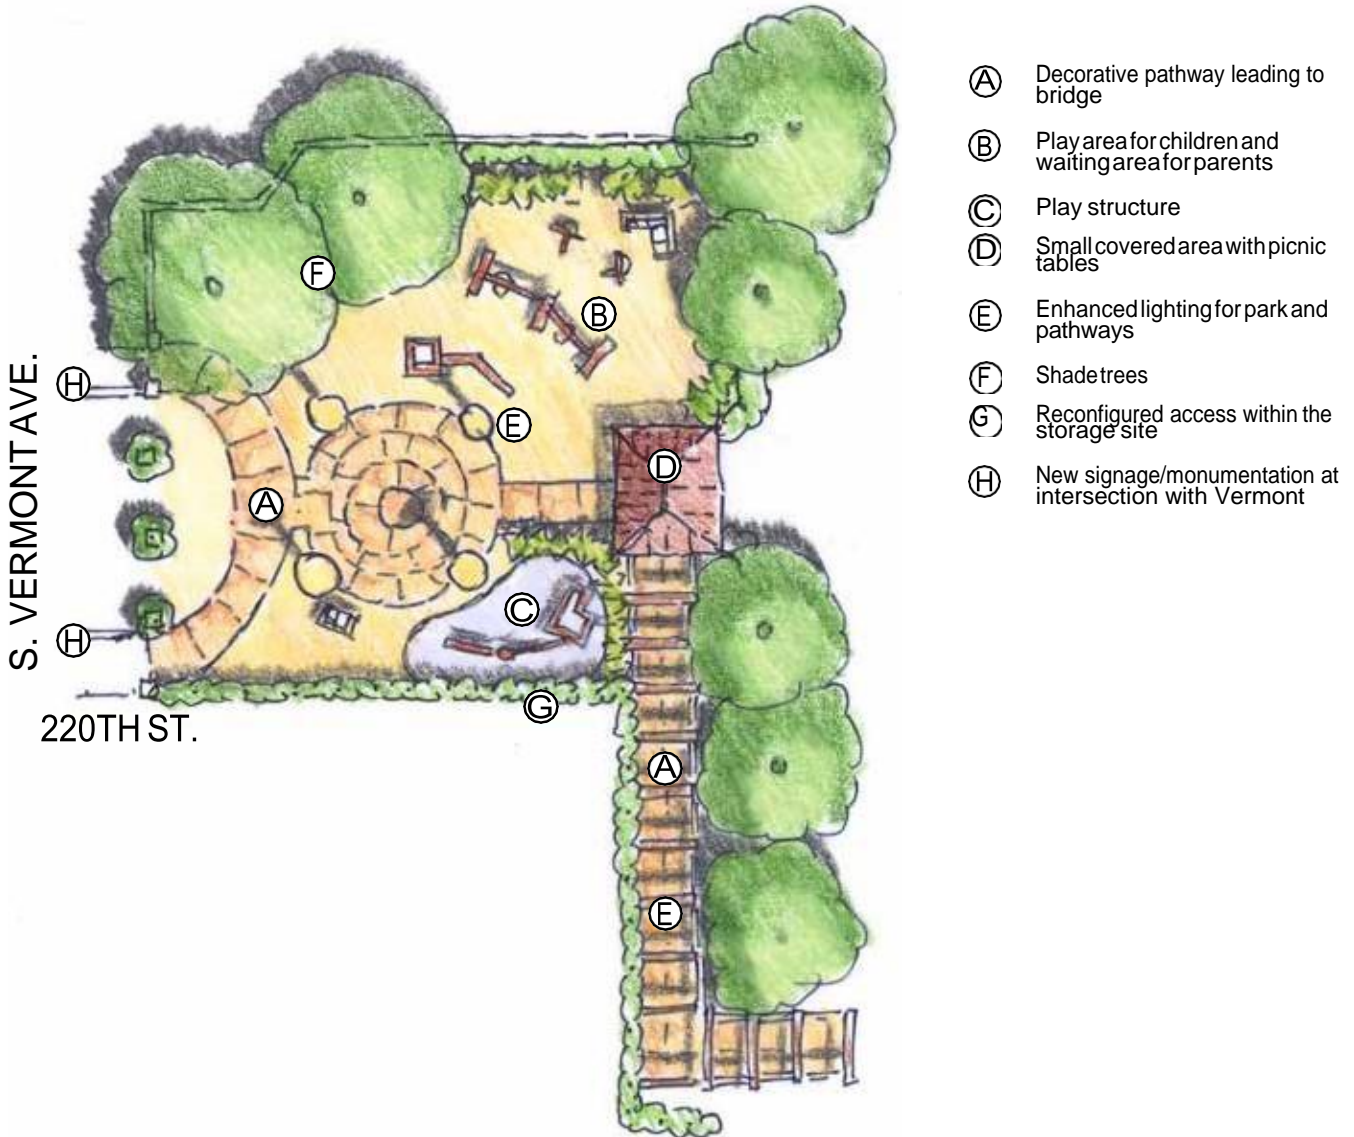 A Decorative pathway leading to
bridge
B Play area for children and
waiting area for parents
C Play structure
D Small covered area with picnic
tables
E Enhanced lighting for park and
pathways
F Shade trees
G Reconfigured access within the
storage site
H New signage/monumentation at
intersection with Vermont
S. VERMONT AVE.
220TH ST.
F
B
H
E
D
A
C
H
G
A
E